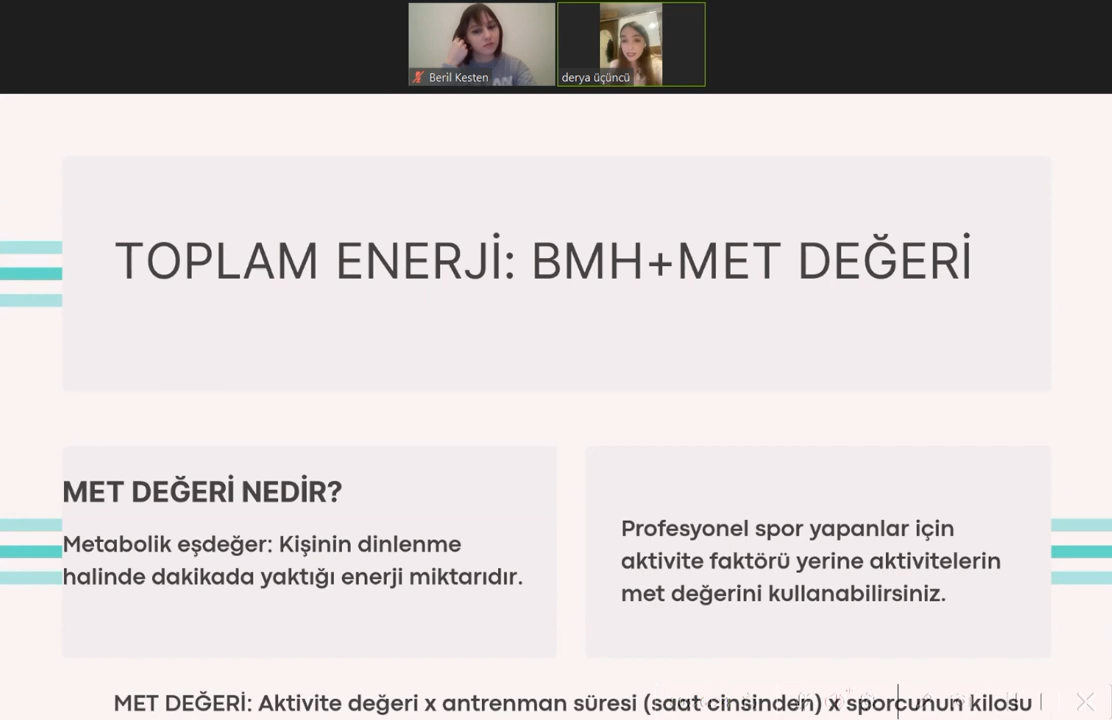 Beril Kesten
derya üçüncü
TOPLAM ENERJİ: BMH+MET DEĞERİ
MET DEĞERİ NEDİR?
Metabolik eşdeğer: Kişinin dinlenme
halinde dakikada yaktığı enerji miktarıdır.
Profesyonel spor yapanlar için
aktivite faktörü yerine aktivitelerin
met değerini kullanabilirsiniz.
MET DEĞERİ: Aktivite değeri x antrenman süresi (saat cinsinden) x sporcunun kilosu